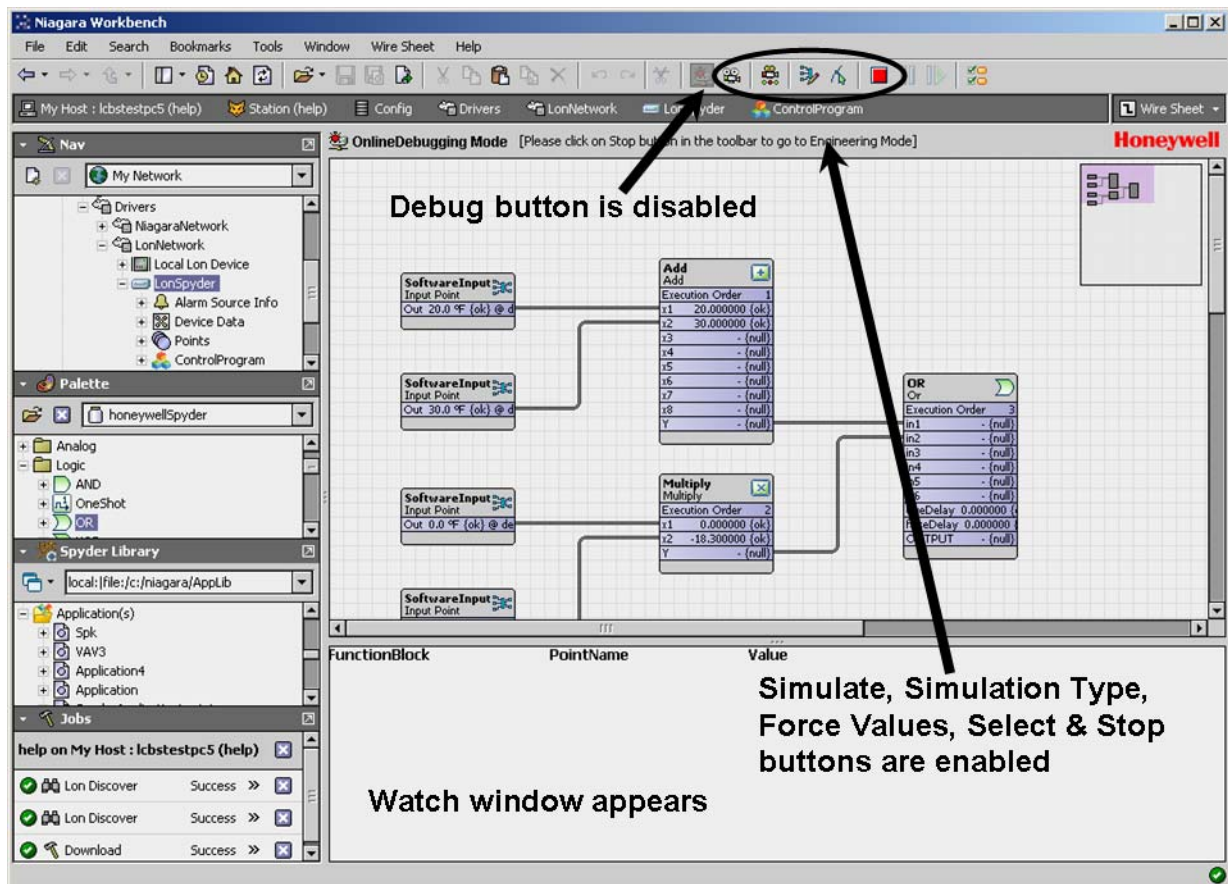 Niagara Workbench
File Edit Search Bookmarks Tools Window Wire Sheet Help
My Host : lcbstestpc5 (help) Station (help) Config Drivers LonNetwork LonSpyder ControlProgram Wire Sheet
Nav
My Network
Drivers
NiagaraNetwork
LonNetwork
Local Lon Device
LonSpyder
Alarm Source Info
Device Data
Points
ControlProgram
Palette
honeywellSpyder
Analog
Logic
AND
OneShot
OR
Spyder Library
local:|file:/c:/niagara/AppLib
Application(s)
Spk
VAV3
Application4
Application
Jobs
help on My Host : lcbstestpc5 (help)
Lon Discover Success »
Lon Discover Success »
Download Success »
OnlineDebugging Mode [Please click on Stop button in the toolbar to go to Engineering Mode]
Honeywell
Debug button is disabled
SoftwareInput
Input Point
Out 20.0 °F {ok} @ d
SoftwareInput
Input Point
Out 30.0 °F {ok} @ d
SoftwareInput
Input Point
Out 0.0 °F {ok} @ de
SoftwareInput
Input Point
Add
Add
Execution Order 1
x1 20.000000 {ok}
x2 30.000000 {ok}
x3 - {null}
x4 - {null}
x5 - {null}
x6 - {null}
x7 - {null}
x8 - {null}
Y - {null}
Multiply
Multiply
Execution Order 2
x1 0.000000 {ok}
x2 -18.300000 {ok}
Y - {null}
OR
Or
Execution Order 3
in1 - {null}
in2 - {null}
in3 - {null}
in4 - {null}
- {null}
- {null}
0.000000 {
0.000000 {
OUTPUT - {null}
FunctionBlock PointName Value
Simulate, Simulation Type,
Force Values, Select & Stop
buttons are enabled
Watch window appears